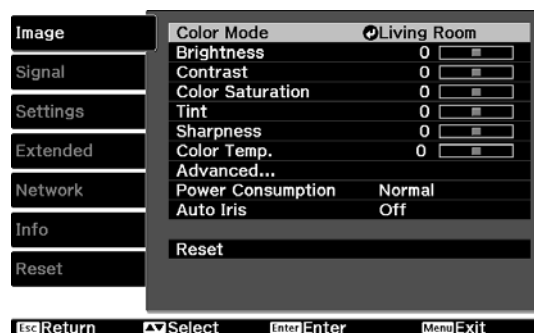 Image
Signal
Settings
Extended
Network
Info
Reset
Color Mode Living Room
Brightness 0
Contrast 0
Color Saturation 0
Tint 0
Sharpness 0
Color Temp. 0
Advanced...
Power Consumption Normal
Auto Iris Off
Reset
Esc Return Select Enter Enter Menu Exit